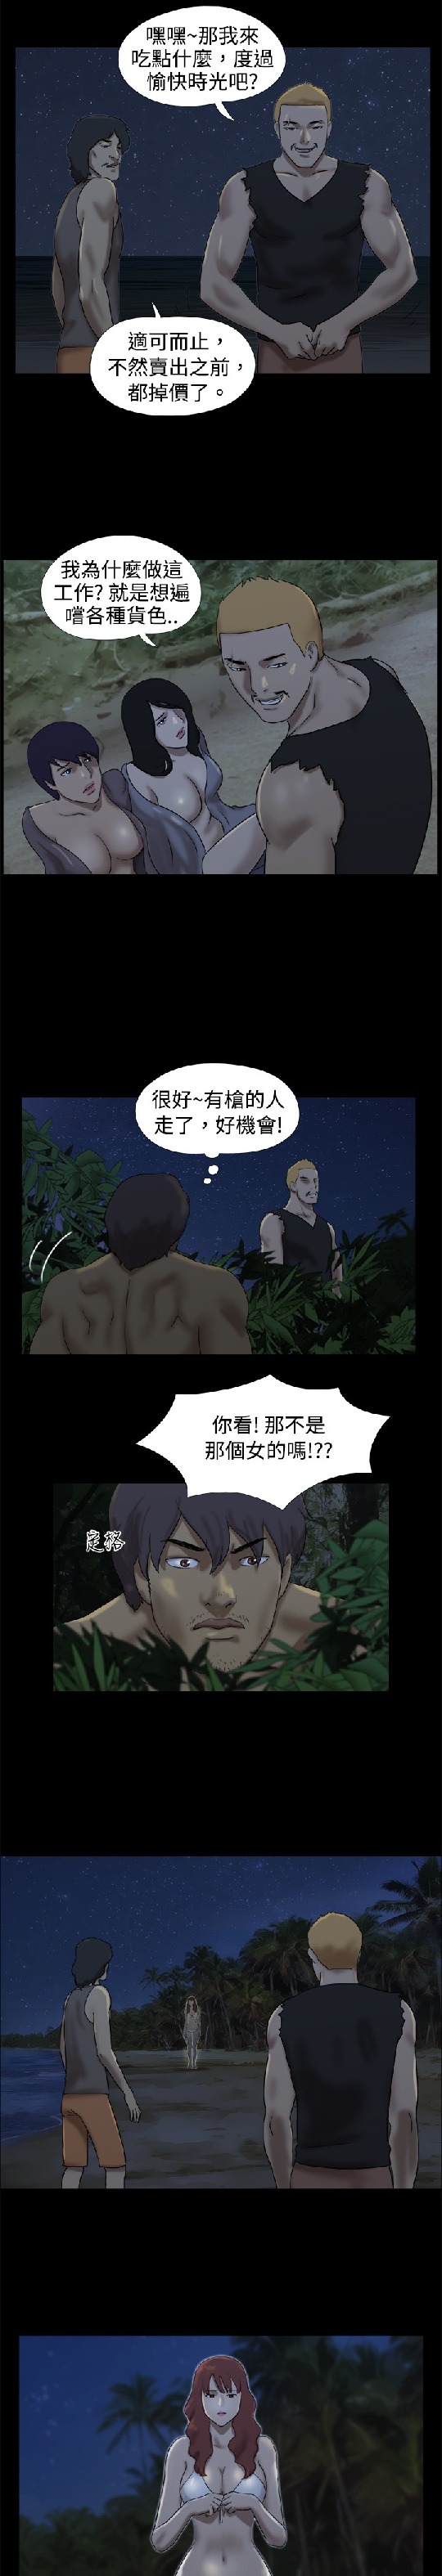 嘿嘿~那我來
吃點什麼，度過
愉快時光吧?
適可而止，
不然賣出之前，
都掉價了。
我為什麼做這
工作? 就是想遍
嚐各種貨色..
很好~有槍的人
走了，好機會!
你看! 那不是
那個女的嗎!??
定格